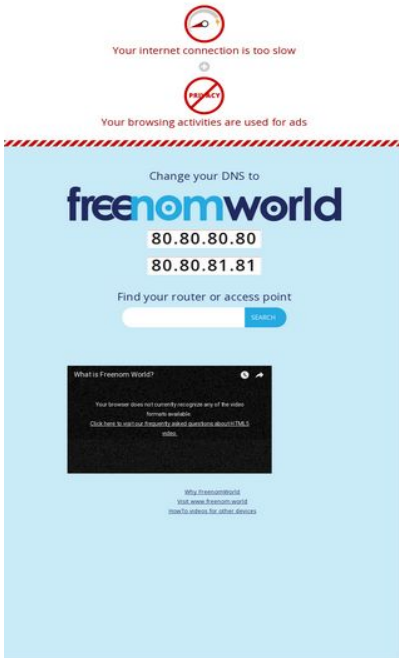 Your internet connection is too slow
PRIVACY
Your browsing activities are used for ads
Change your DNS to
freenomworld
80.80.80.80
80.80.81.81
Find your router or access point
SEARCH
What is Freenom World?
Your browser does not currently recognize any of the video
formats available.
Click here to visit our frequently asked questions about HTML5
video.
Why FreenomWorld
Visit www.freenom.world
HowTo videos for other devices